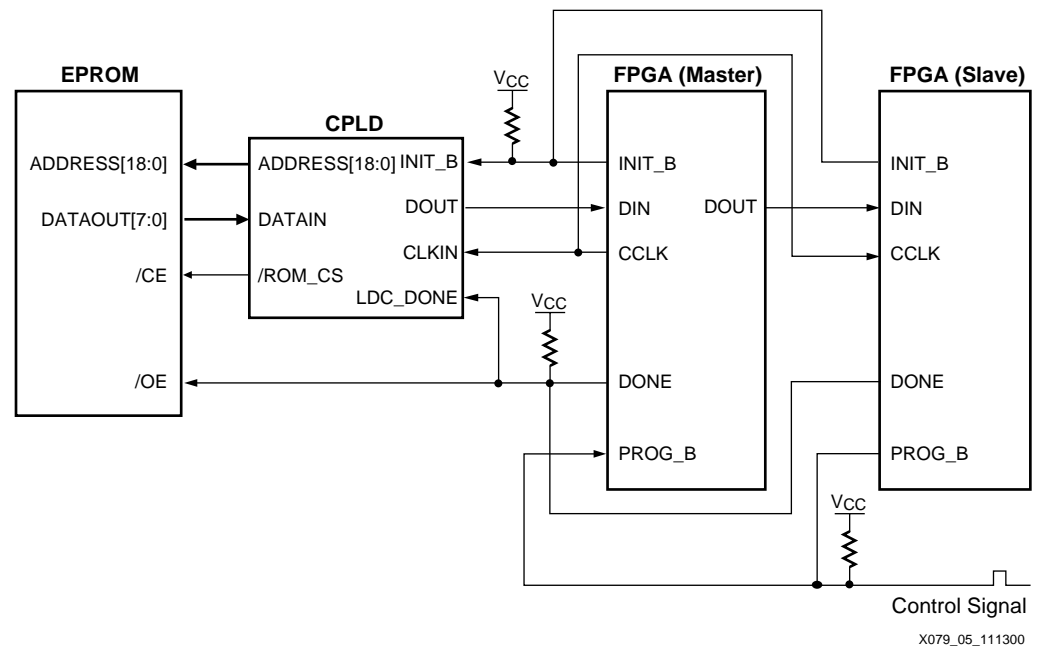 EPROM
ADDRESS[18:0]
DATAOUT[7:0]
/CE
/OE
CPLD
ADDRESS[18:0]
INIT_B
DATAIN
DOUT
CLKIN
/ROM_CS
LDC_DONE
VCC
VCC
FPGA (Master)
INIT_B
DIN
DOUT
CCLK
DONE
PROG_B
FPGA (Slave)
INIT_B
DIN
CCLK
DONE
PROG_B
VCC
Control Signal
X079_05_111300